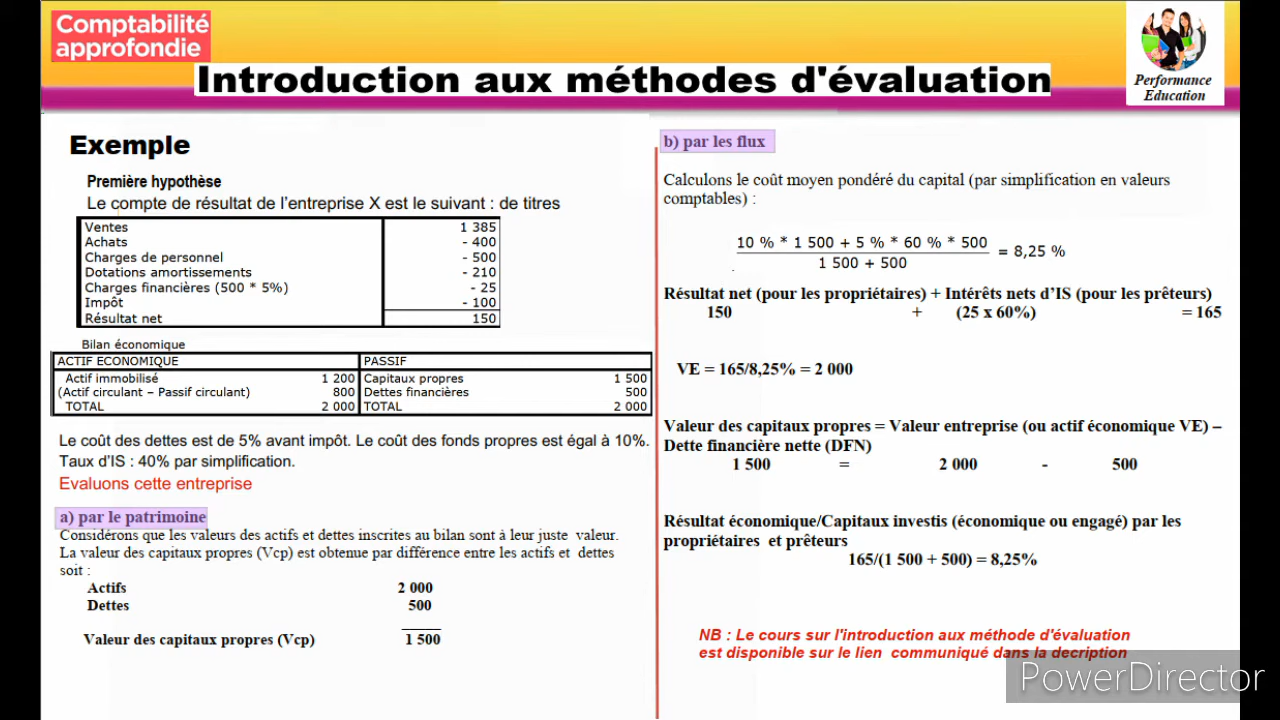 Comptabilité
approfondie
Introduction aux méthodes d'évaluation
Performance
Education
Exemple
Première hypothèse
Le compte de résultat de l'entreprise X est le suivant : de titres
Ventes 1 385
Achats - 400
Charges de personnel - 500
Dotations amortissements - 210
Charges financières (500 * 5%) - 25
Impôt - 100
Résultat net 150
Bilan économique
ACTIF ECONOMIQUE PASSIF
Actif immobilisé 1 200 Capitaux propres 1 500
(Actif circulant – Passif circulant) 800 Dettes financières 500
TOTAL 2 000 TOTAL 2 000
Le coût des dettes est de 5% avant impôt. Le coût des fonds propres est égal à 10%.
Taux d'IS : 40% par simplification.
Evaluons cette entreprise
a) par le patrimoine
Considérons que les valeurs des actifs et dettes inscrites au bilan sont à leur juste valeur.
La valeur des capitaux propres (Vcp) est obtenue par différence entre les actifs et dettes
soit :
Actifs 2 000
Dettes 500
Valeur des capitaux propres (Vcp) 1 500
b) par les flux
Calculons le coût moyen pondéré du capital (par simplification en valeurs
comptables) :
10 % * 1 500 + 5 % * 60 % * 500
= 8,25 %
1 500 + 500
Résultat net (pour les propriétaires) + Intérêts nets d'IS (pour les prêteurs)
150 + (25 x 60%) = 165
VE = 165/8,25% = 2 000
Valeur des capitaux propres = Valeur entreprise (ou actif économique VE) –
Dette financière nette (DFN)
1 500 = 2 000 - 500
Résultat économique/Capitaux investis (économique ou engagé) par les
propriétaires et prêteurs
165/(1 500 + 500) = 8,25%
NB : Le cours sur l'introduction aux méthode d'évaluation
est disponible sur le lien communiqué dans la decription
PowerDirector